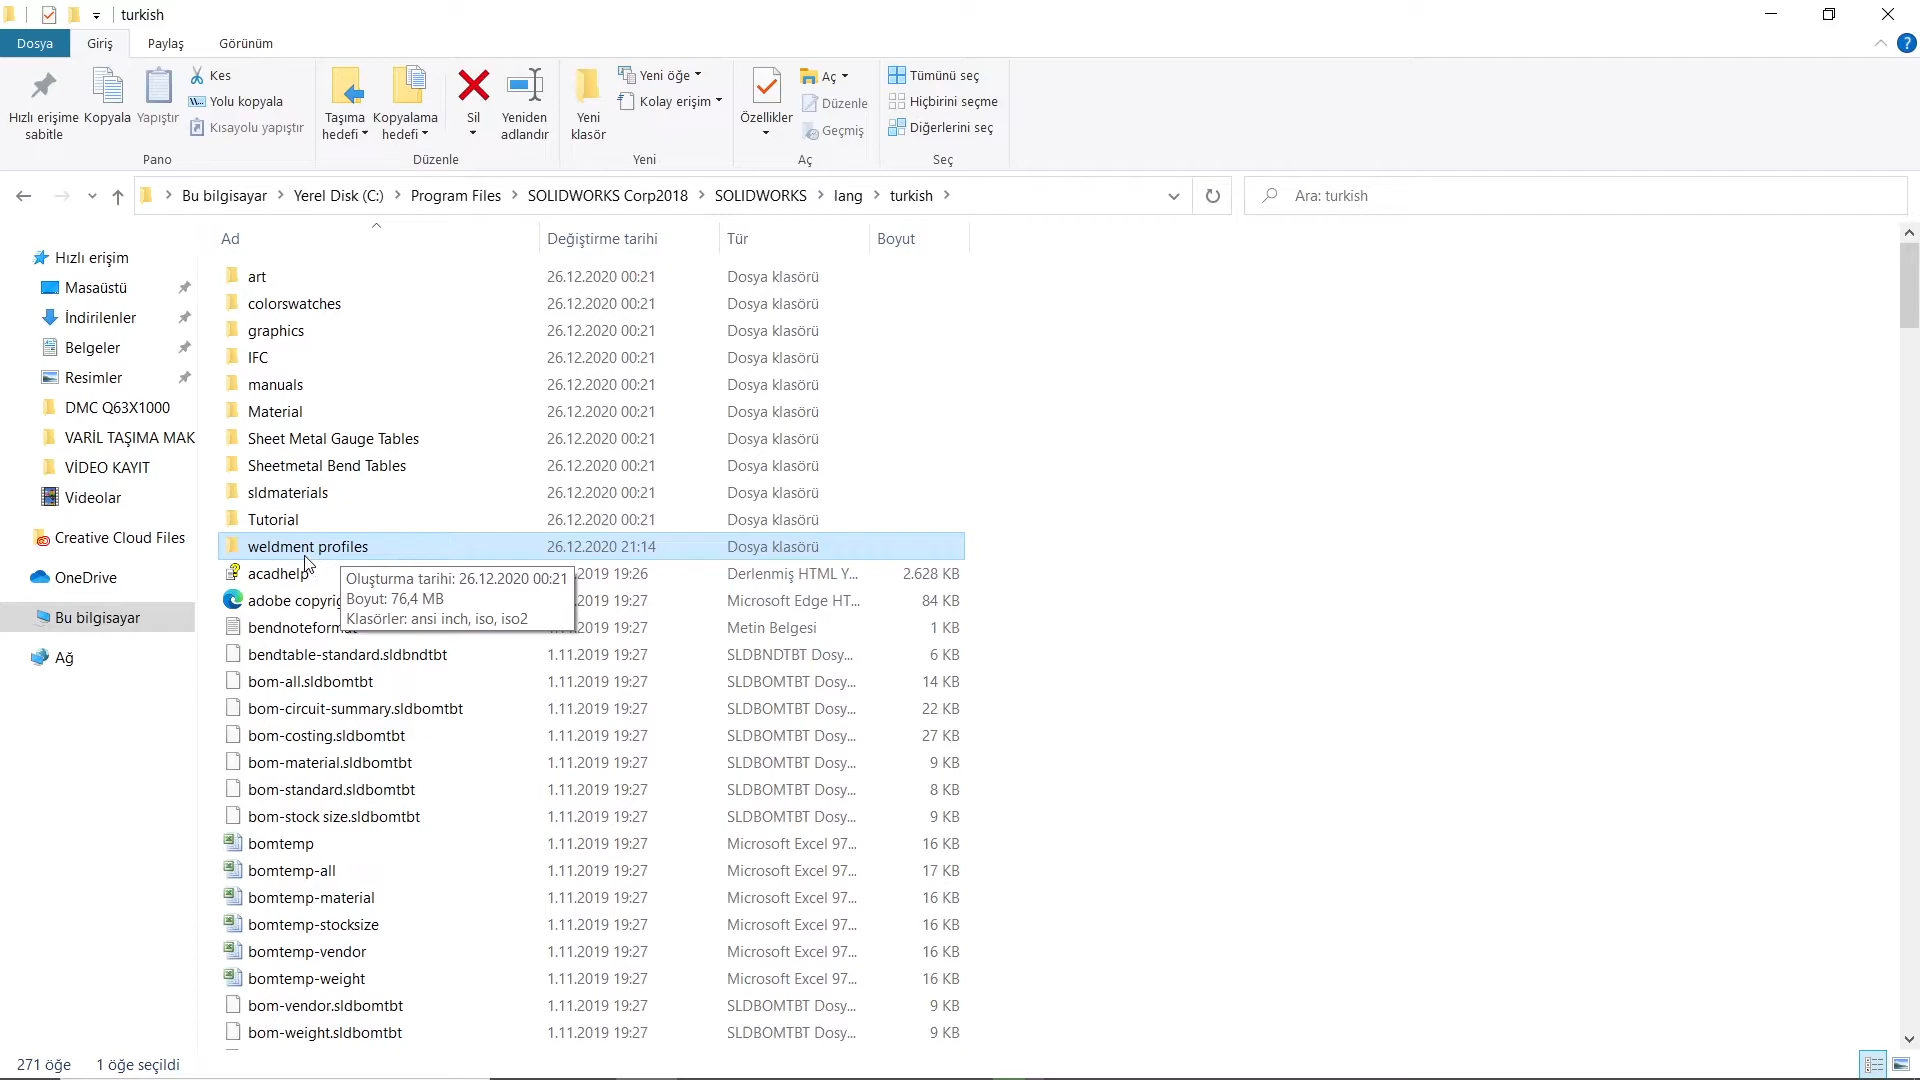 turkish
Dosya Giriş Paylaş Görünüm
Hızlı erişime sabitle
Kopyala
Yapıştır
Kes
Yolu kopyala
Kısayolu yapıştır
Pano
Taşıma hedefi
Kopyalama hedefi
Sil
Yeniden adlandır
Düzenle
Yeni klasör
Yeni öğe
Kolay erişim
Yeni
Özellikler
Aç
Düzenle
Geçmiş
Aç
Tümünü seç
Hiçbirini seçme
Diğerlerini seç
Seç
Bu bilgisayar Yerel Disk (C:) Program Files SOLIDWORKS Corp2018 SOLIDWORKS lang turkish
Ara: turkish
Hızlı erişim
Masaüstü
İndirilenler
Belgeler
Resimler
DMC Q63X1000
VARİL TAŞIMA MAK
VİDEO KAYIT
Videolar
Creative Cloud Files
OneDrive
Bu bilgisayar
Ağ
Ad Değiştirme tarihi Tür Boyut
art 26.12.2020 00:21 Dosya klasörü
colorswatches 26.12.2020 00:21 Dosya klasörü
graphics 26.12.2020 00:21 Dosya klasörü
IFC 26.12.2020 00:21 Dosya klasörü
manuals 26.12.2020 00:21 Dosya klasörü
Material 26.12.2020 00:21 Dosya klasörü
Sheet Metal Gauge Tables 26.12.2020 00:21 Dosya klasörü
Sheetmetal Bend Tables 26.12.2020 00:21 Dosya klasörü
sldmaterials 26.12.2020 00:21 Dosya klasörü
Tutorial 26.12.2020 00:21 Dosya klasörü
weldment profiles 26.12.2020 21:14 Dosya klasörü
acadhelp 2019 19:26 Derlenmiş HTML Y... 2.628 KB
adobe 2019 19:27 Microsoft Edge HT... 84 KB
2019 19:27 Metin Belgesi 1 KB
Oluşturma tarihi: 26.12.2020 00:21
Boyut: 76,4 MB
Klasörler: ansi inch, iso, iso2
bendtable-standard.sldbndtbt 1.11.2019 19:27 SLDBNDTBT Dosy... 6 KB
bom-all.sldbomtbt 1.11.2019 19:27 SLDBOMTBT Dosy... 14 KB
bom-circuit-summary.sldbomtbt 1.11.2019 19:27 SLDBOMTBT Dosy... 22 KB
bom-costing.sldbomtbt 1.11.2019 19:27 SLDBOMTBT Dosy... 27 KB
bom-material.sldbomtbt 1.11.2019 19:27 SLDBOMTBT Dosy... 9 KB
bom-standard.sldbomtbt 1.11.2019 19:27 SLDBOMTBT Dosy... 8 KB
bom-stock size.sldbomtbt 1.11.2019 19:27 SLDBOMTBT Dosy... 9 KB
bomtemp 1.11.2019 19:27 Microsoft Excel 97... 16 KB
bomtemp-all 1.11.2019 19:27 Microsoft Excel 97... 17 KB
bomtemp-material 1.11.2019 19:27 Microsoft Excel 97... 16 KB
bomtemp-stocksize 1.11.2019 19:27 Microsoft Excel 97... 16 KB
bomtemp-vendor 1.11.2019 19:27 Microsoft Excel 97... 16 KB
bomtemp-weight 1.11.2019 19:27 Microsoft Excel 97... 16 KB
bom-vendor.sldbomtbt 1.11.2019 19:27 SLDBOMTBT Dosy... 9 KB
bom-weight.sldbomtbt 1.11.2019 19:27 SLDBOMTBT Dosy... 9 KB
271 öğe 1 öğe seçildi